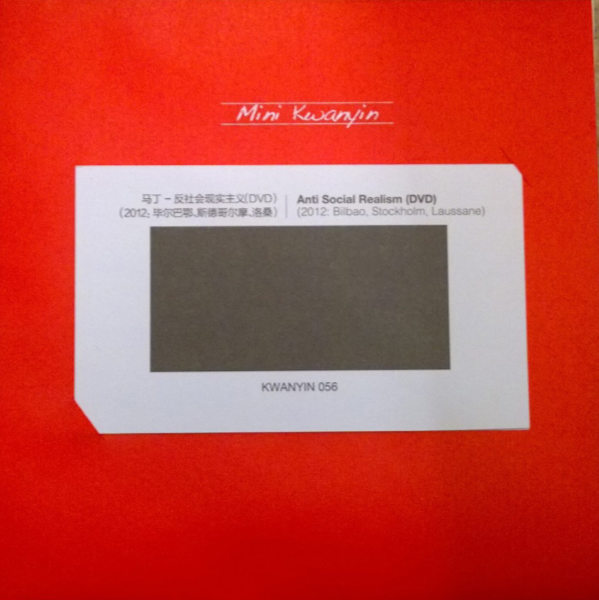 Mini Kwanyin
马丁 - 反社会现实主义(DVD)
(2012: 毕尔巴鄂、斯德哥尔摩、洛桑)
Anti Social Realism (DVD)
(2012: Bilbao, Stockholm, Laussane)
KWANYIN 056